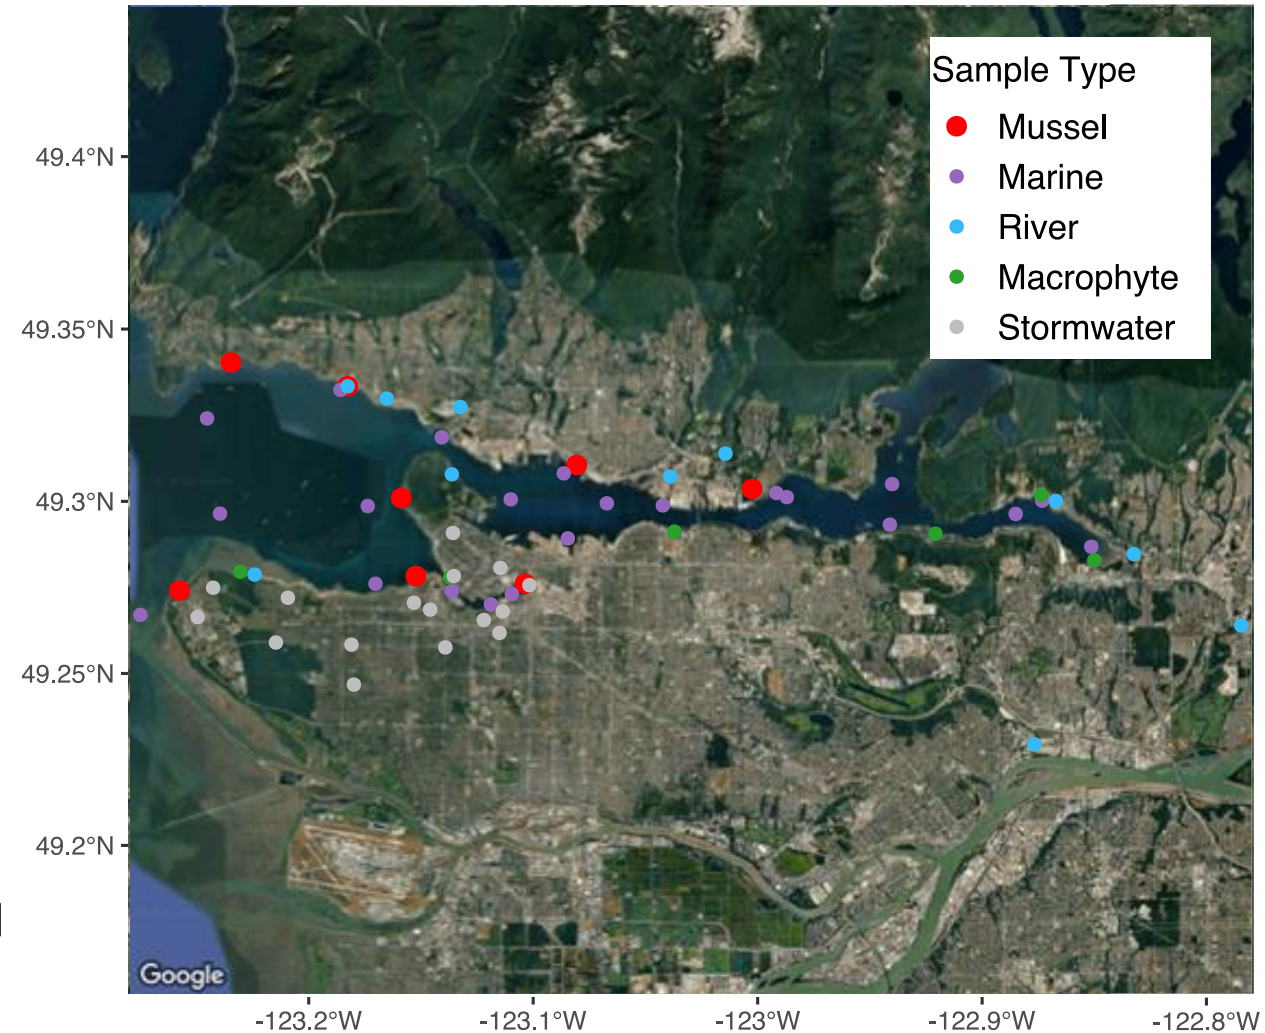 Sample Type
Mussel
Marine
River
Macrophyte
Stormwater
49.4°N
49.35°N
49.3°N
49.25°N
49.2°N
Google
-123.2°W
-123.1°W
-123°W
-122.9°W
-122.8°W